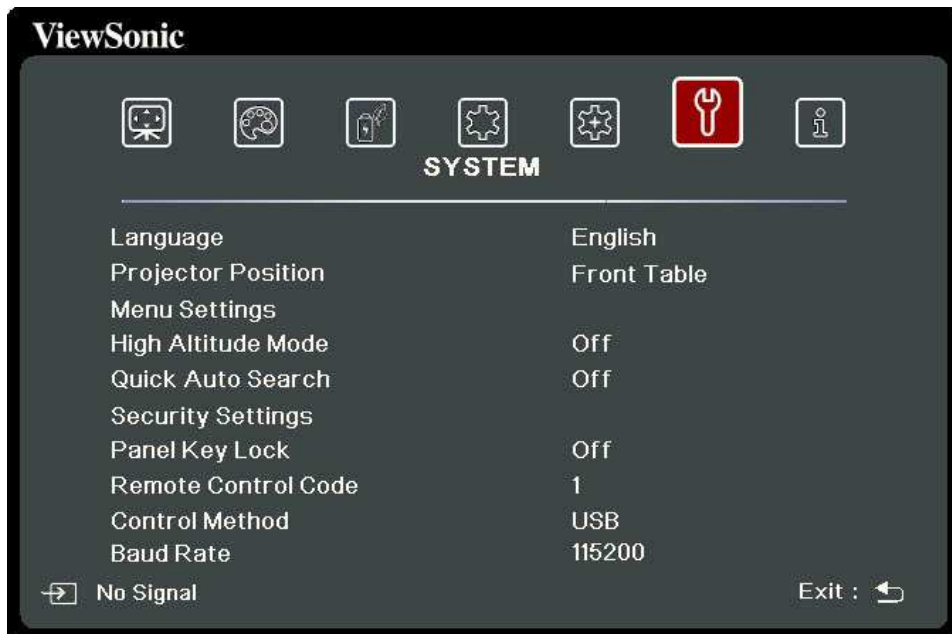 ViewSonic
SYSTEM
Language English
Projector Position Front Table
Menu Settings
High Altitude Mode Off
Quick Auto Search Off
Security Settings
Panel Key Lock Off
Remote Control Code 1
Control Method USB
Baud Rate 115200
No Signal Exit :